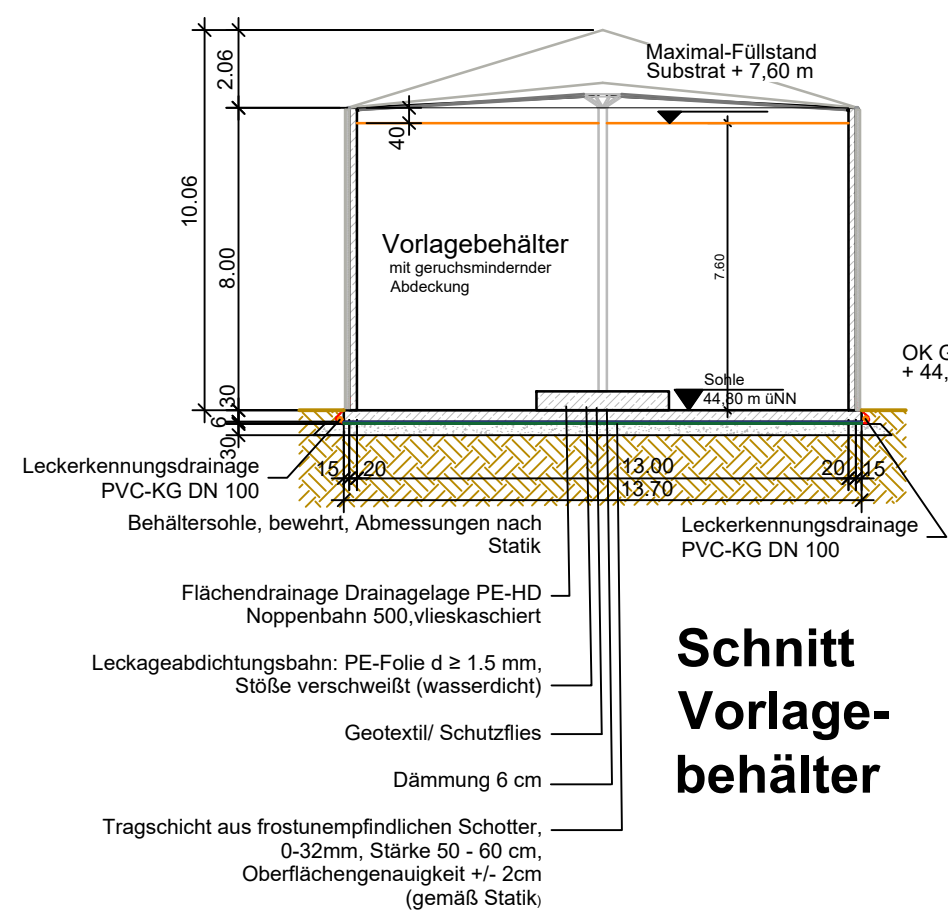 2.06
Maximal-Füllstand
Substrat + 7,60 m
40
10.06
8.00
Vorlagebehälter
mit geruchsmindernder
Abdeckung
7.60
OK G
+ 44,
Sohle
44,80 m üNN
30
6
30
Leckerkennungsdrainage
PVC-KG DN 100
15 20 13.00 20 15
13.70
Behältersohle, bewehrt, Abmessungen nach
Statik
Leckerkennungsdrainage
PVC-KG DN 100
Flächendrainage Drainagelage PE-HD
Noppenbahn 500,vlieskaschiert
Leckageabdichtungsbahn: PE-Folie d ≥ 1.5 mm,
Stöße verschweißt (wasserdicht)
Geotextil/ Schutzflies
Dämmung 6 cm
Tragschicht aus frostunempfindlichen Schotter,
0-32mm, Stärke 50 - 60 cm,
Oberflächengenauigkeit +/- 2cm
(gemäß Statik)
Schnitt
Vorlage-
behälter